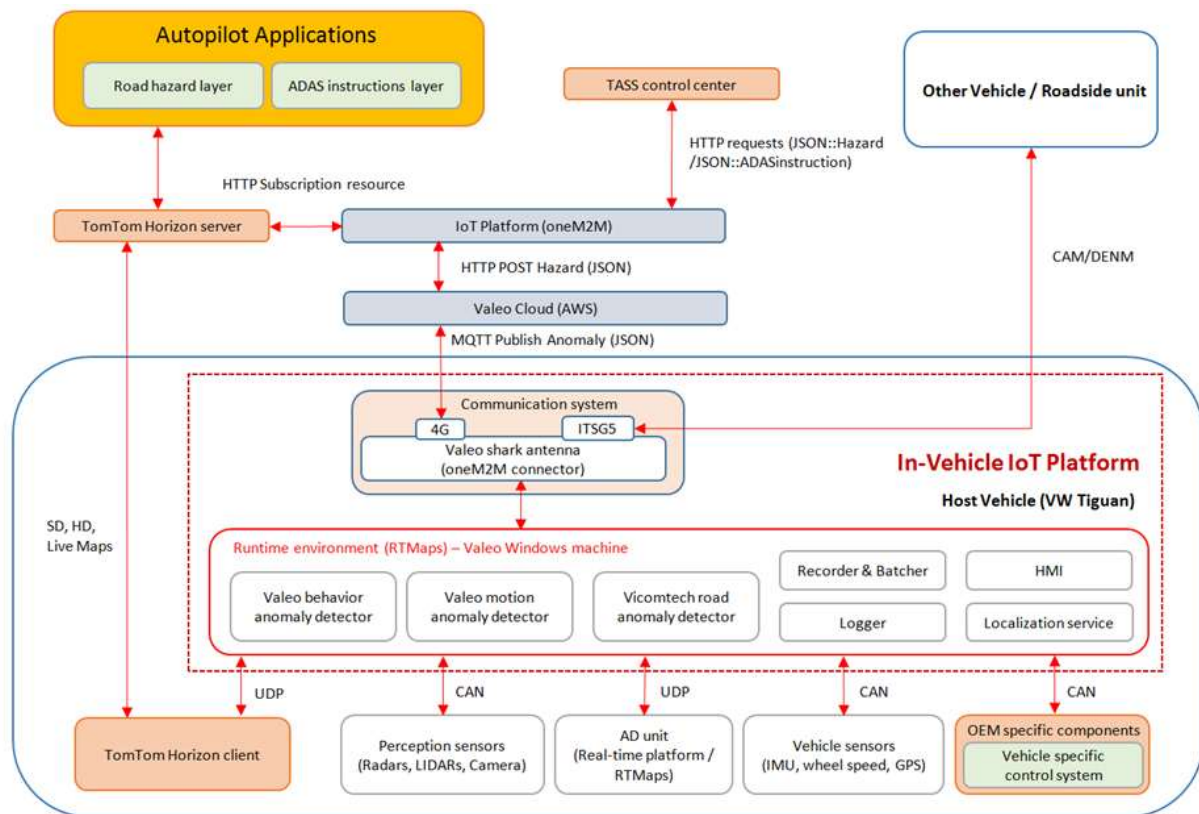 Autopilot Applications
Road hazard layer
ADAS instructions layer
TASS control center
Other Vehicle / Roadside unit
HTTP requests (JSON::Hazard
/JSON::ADASinstruction)
HTTP Subscription resource
TomTom Horizon server
IoT Platform (oneM2M)
CAM/DENM
HTTP POST Hazard (JSON)
Valeo Cloud (AWS)
MQTT Publish Anomaly (JSON)
Communication system
4G
ITSG5
Valeo shark antenna
(oneM2M connector)
In-Vehicle IoT Platform
Host Vehicle (VW Tiguan)
SD, HD,
Live Maps
Runtime environment (RTMaps) – Valeo Windows machine
Valeo behavior
anomaly detector
Valeo motion
anomaly detector
Vicomtech road
anomaly detector
Recorder & Batcher
HMI
Logger
Localization service
UDP
CAN
UDP
CAN
CAN
TomTom Horizon client
Perception sensors
(Radars, LIDARs, Camera)
AD unit
(Real-time platform /
RTMaps)
Vehicle sensors
(IMU, wheel speed, GPS)
OEM specific components
Vehicle specific
control system